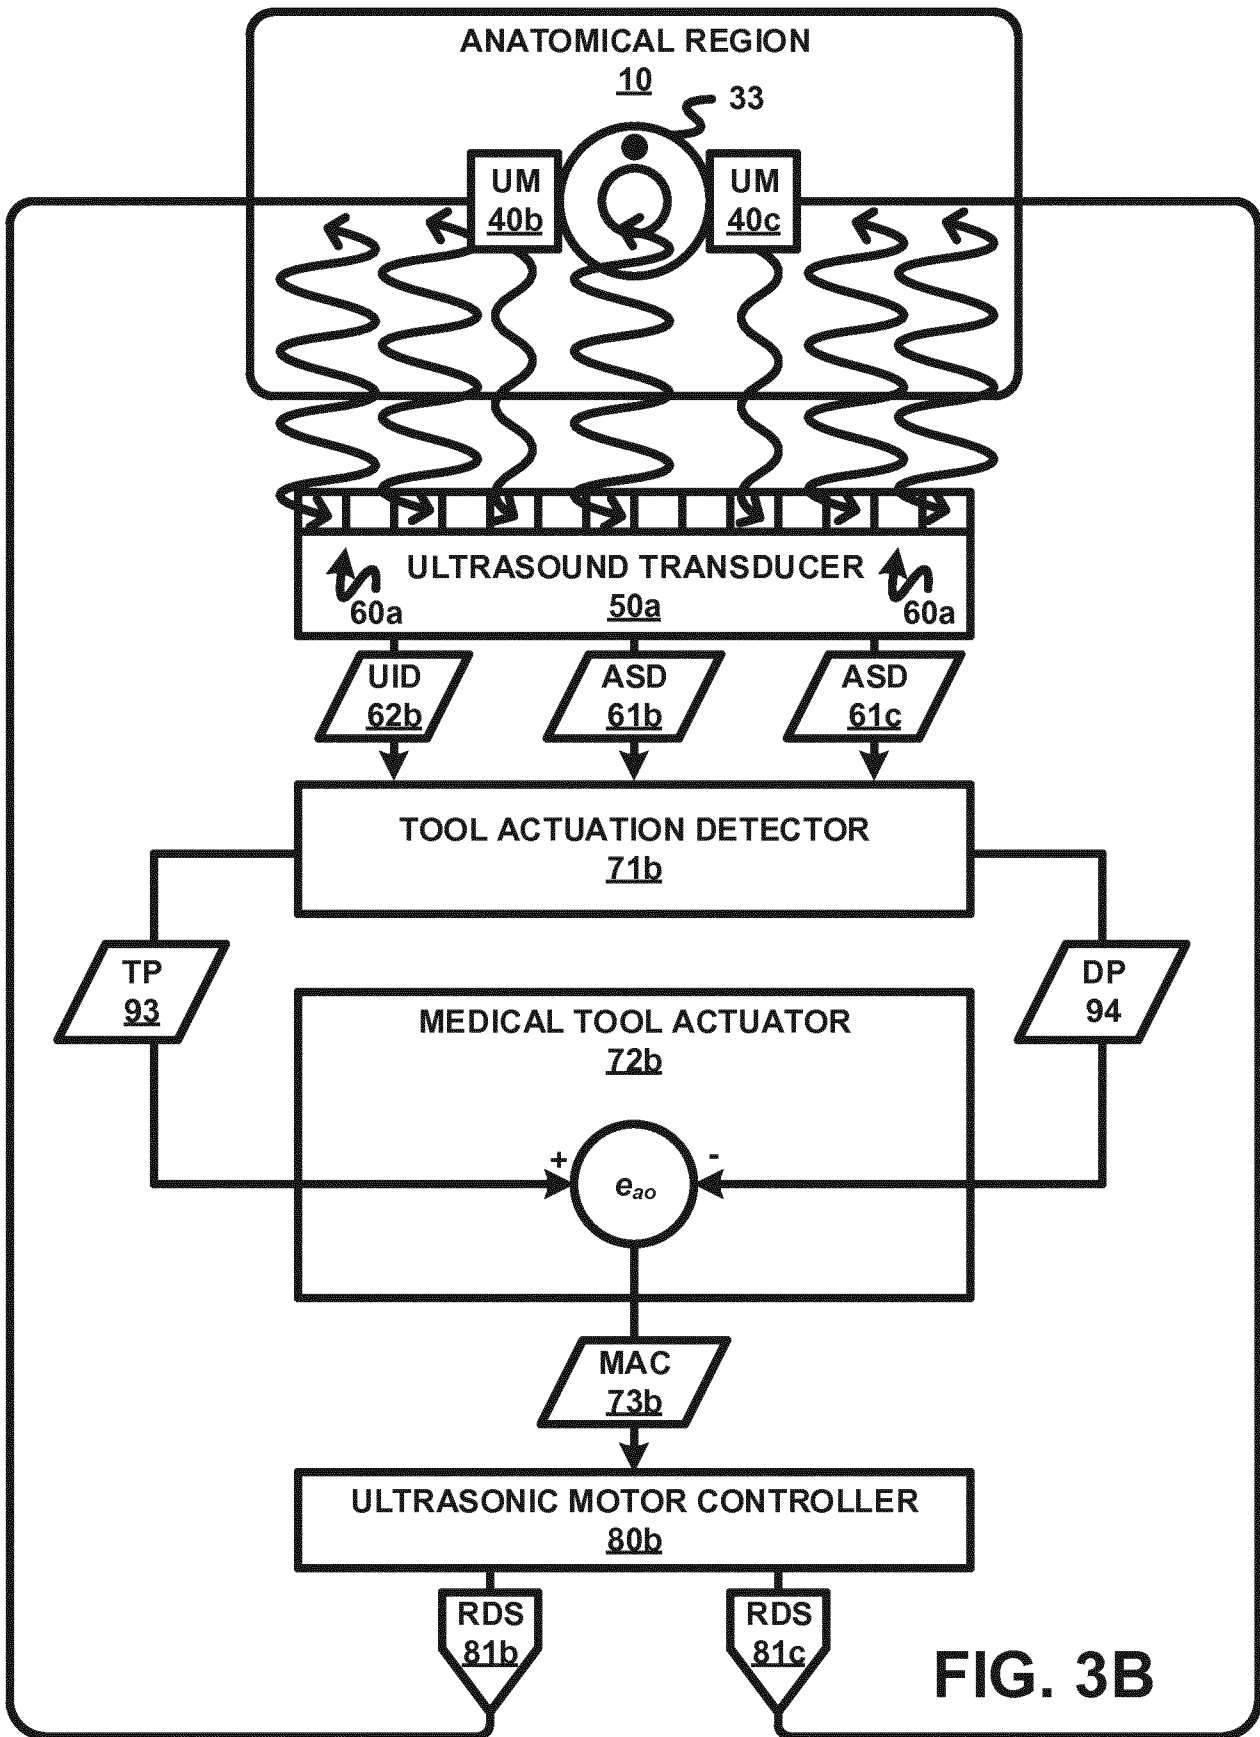 ANATOMICAL REGION
10
33
UM
40b
UM
40c
ULTRASOUND TRANSDUCER
50a
60a
60a
UID
62b
ASD
61b
ASD
61c
TOOL ACTUATION DETECTOR
71b
TP
93
DP
94
MEDICAL TOOL ACTUATOR
72b
+
-
eao
MAC
73b
ULTRASONIC MOTOR CONTROLLER
80b
RDS
81b
RDS
81c
FIG. 3B